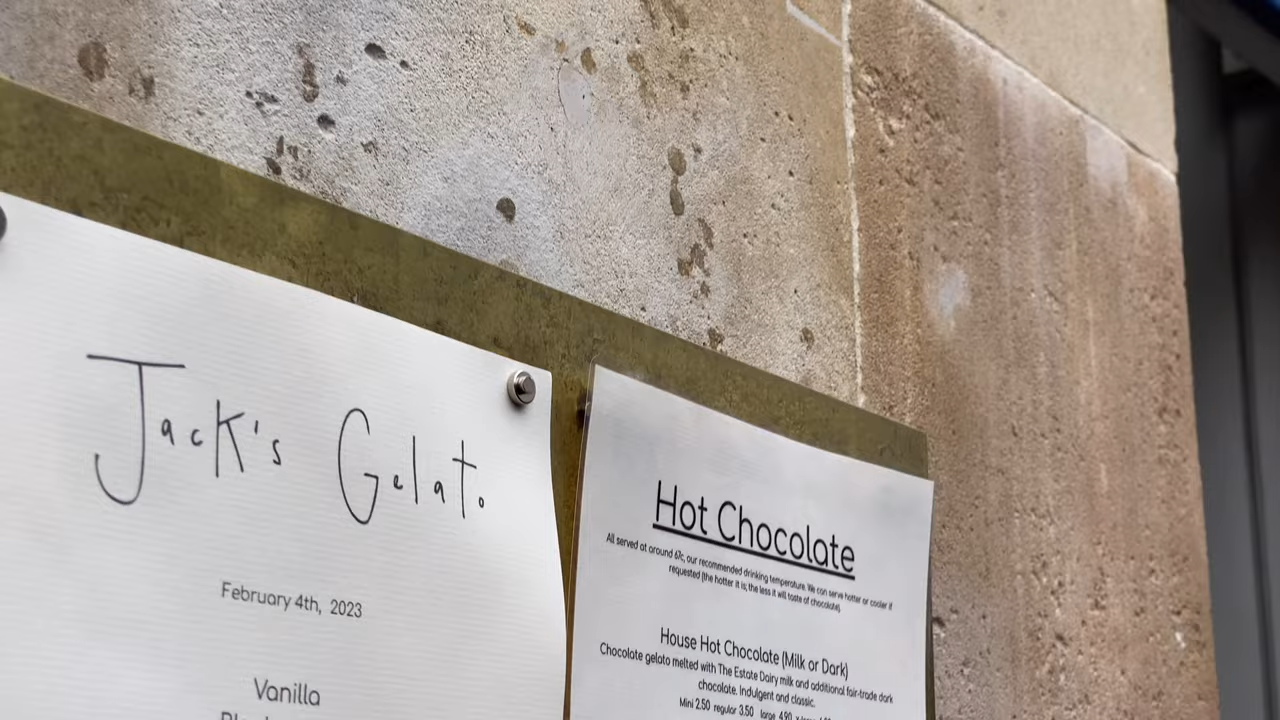 Jack's Gelato
February 4th, 2023
Vanilla
Hot Chocolate
All served at around 67c, our recommended drinking temperature. We can serve hotter or cooler if
requested (the hotter it is, the less it will taste of chocolate).
House Hot Chocolate (Milk or Dark)
Chocolate gelato melted with The Estate Dairy milk and additional fair-trade dark
chocolate. Indulgent and classic.
Mini 2.50 regular 3.50 large 4.90